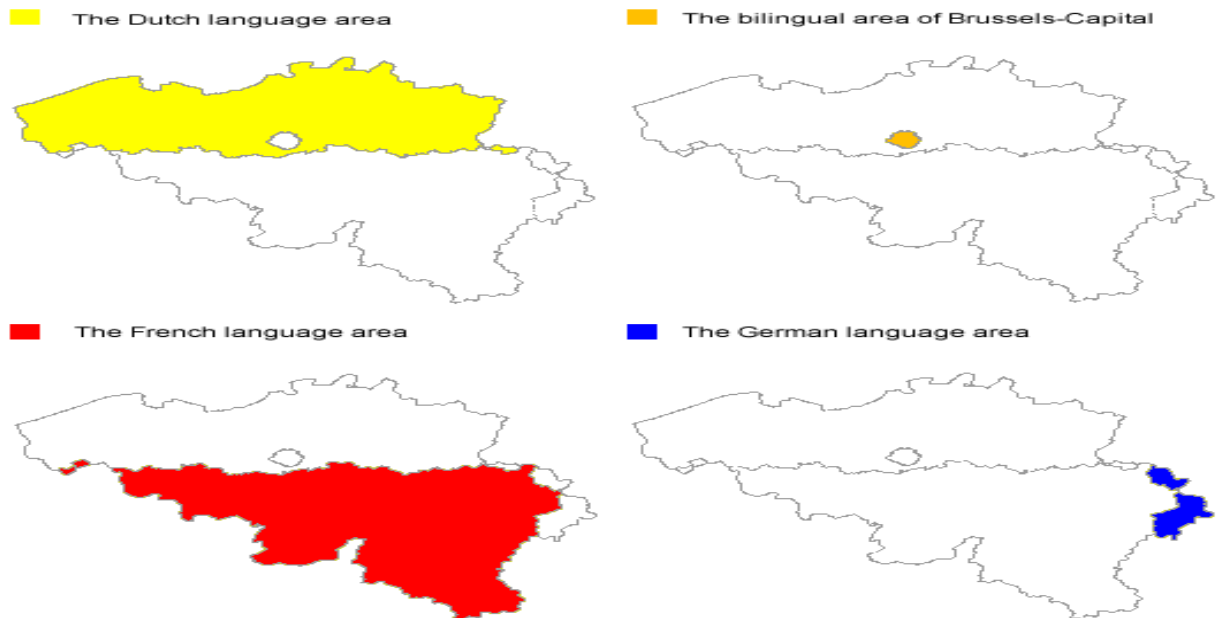 The Dutch language area
The bilingual area of Brussels-Capital
The French language area
The German language area